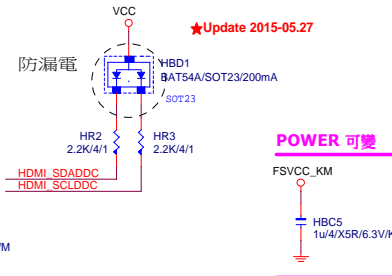 VCC
★Update 2015-05.27
防漏電
HBD1
BAT54A/SOT23/200mA
SOT23
HR2
2.2K/4/1
HR3
2.2K/4/1
HDMI_SDADDC
HDMI_SCLDDC
POWER 可變
FSVCC_KM
HBC5
1u/4/X5R/6.3V/K
/M